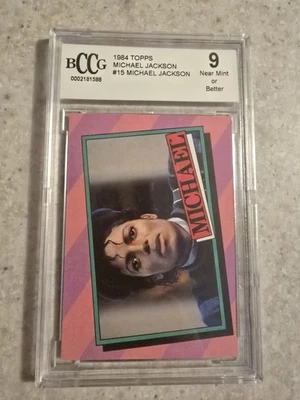 BCCG
0002181588
1984 TOPPS
MICHAEL JACKSON
#15 MICHAEL JACKSON
9
Near Mint
or
Better
MICHAEL